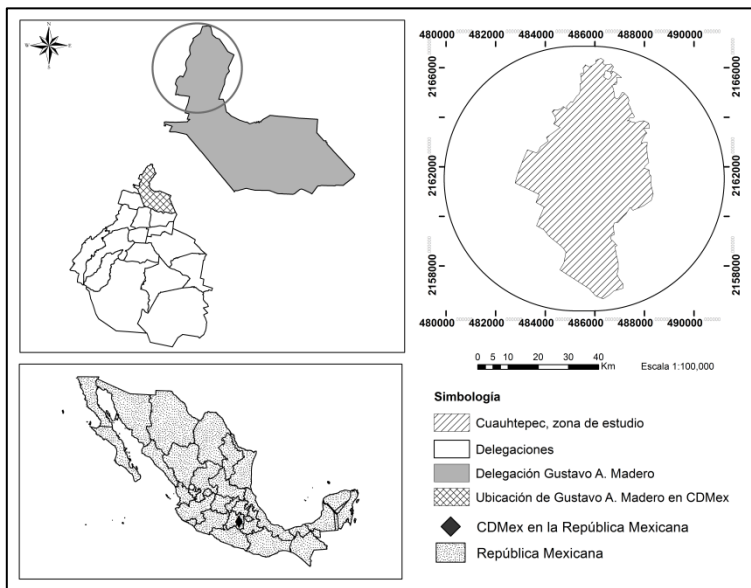 N
W E
S
480000 482000 484000 486000 488000 490000
2166000 2166000
2162000 2162000
2158000 2158000
480000 482000 484000 486000 488000 490000
0 5 10 20 30 40
Km
Escala 1:100,000
Simbología
Cuauhtepec, zona de estudio
Delegaciones
Delegación Gustavo A. Madero
Ubicación de Gustavo A. Madero en CDMex
CDMex en la República Mexicana
República Mexicana